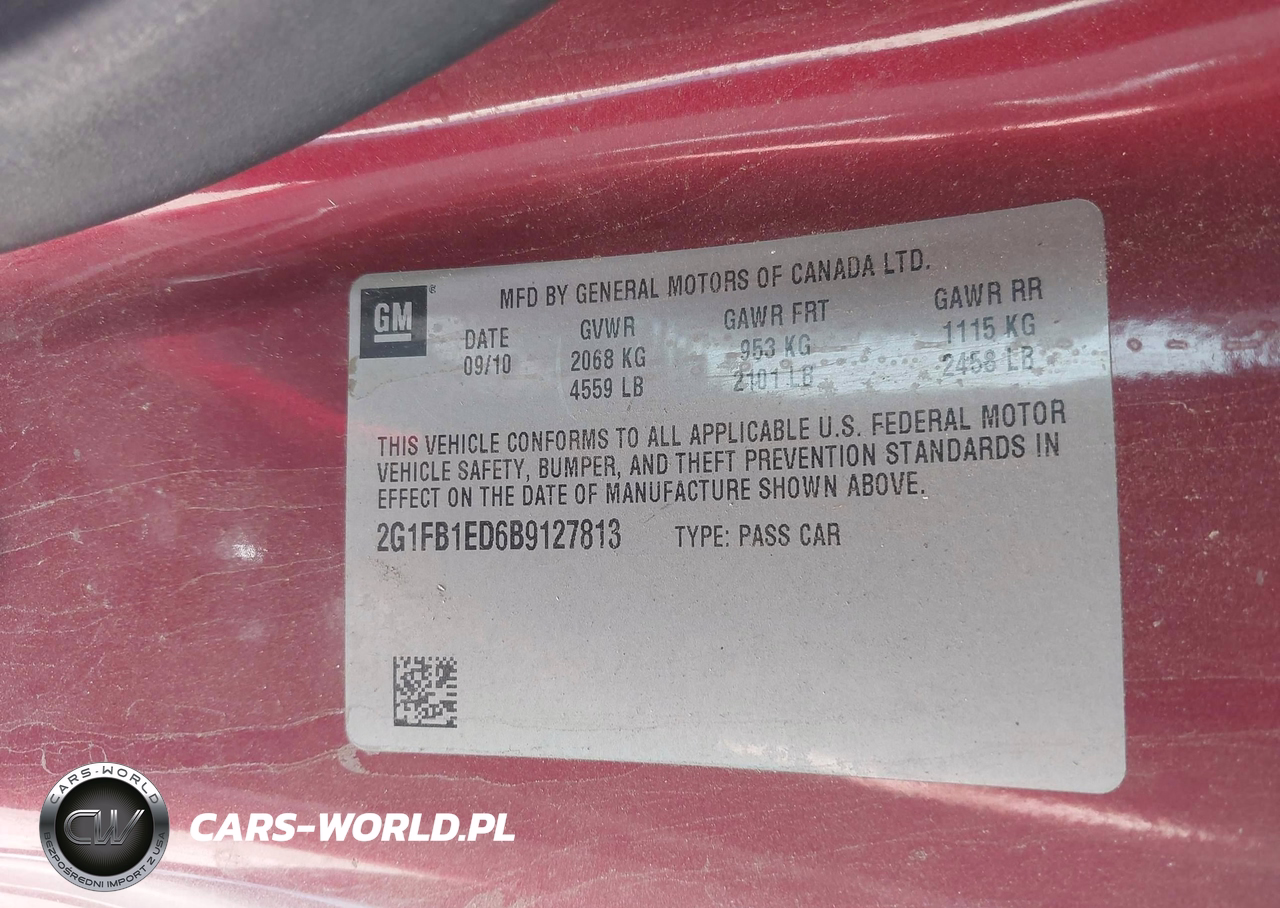 GM ®
MFD BY GENERAL MOTORS OF CANADA LTD.
DATE GVWR GAWR FRT GAWR RR
09/10 2068 KG 953 KG 1115 KG
4559 LB 2101 LB 2458 LB
THIS VEHICLE CONFORMS TO ALL APPLICABLE U.S. FEDERAL MOTOR
VEHICLE SAFETY, BUMPER, AND THEFT PREVENTION STANDARDS IN
EFFECT ON THE DATE OF MANUFACTURE SHOWN ABOVE.
2G1FB1ED6B9127813 TYPE: PASS CAR
CARS-WORLD
CW
BEZPOŚREDNI IMPORT Z USA
CARS-WORLD.PL